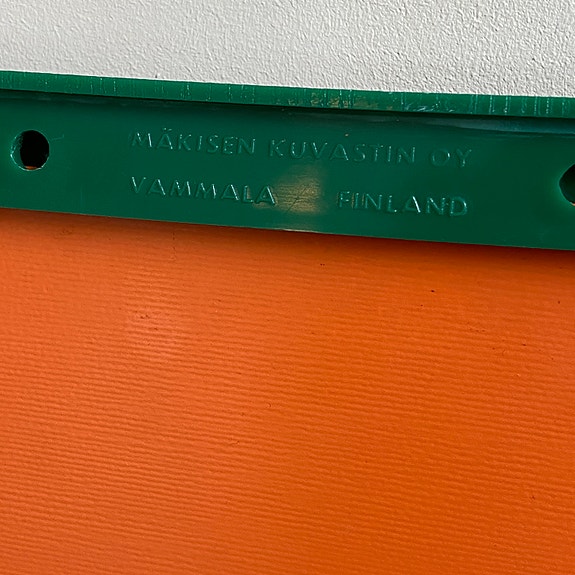 MÄKISEN KUVASTIN OY
VAMMALA FINLAND